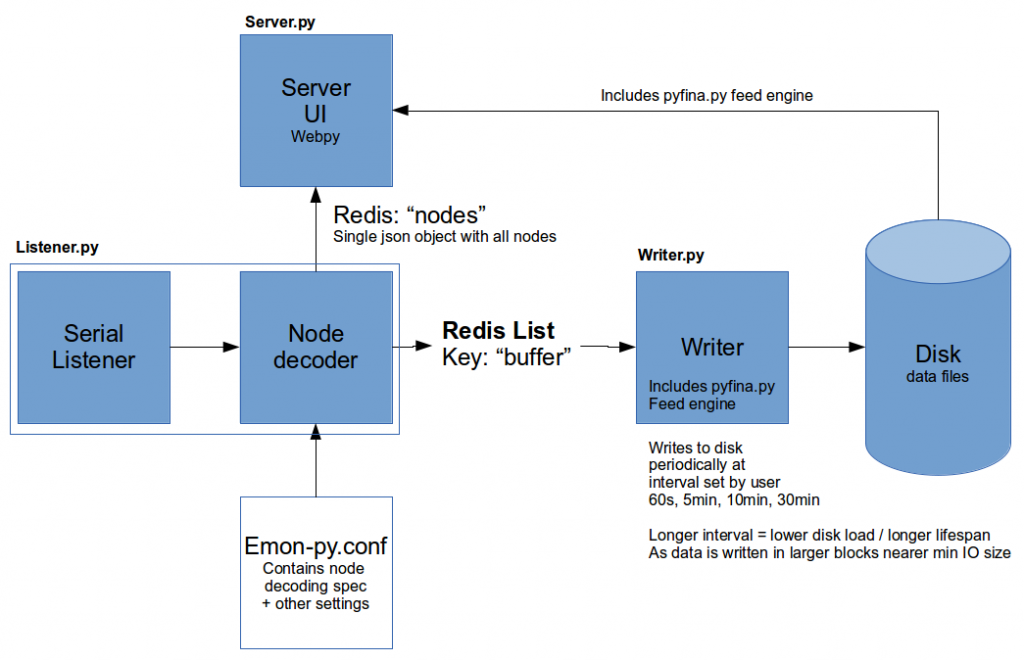 Server.py
Server
UI
Webpy
Includes pyfina.py feed engine
Redis: “nodes”
Single json object with all nodes
Listener.py
Serial
Listener
Node
decoder
Redis List
Key: “buffer”
Writer.py
Writer
Includes pyfina.py
Feed engine
Disk
data files
Writes to disk
periodically at
interval set by user
60s, 5min, 10min, 30min
Longer interval = lower disk load / longer lifespan
As data is written in larger blocks nearer min IO size
Emon-py.conf
Contains node
decoding spec
+ other settings